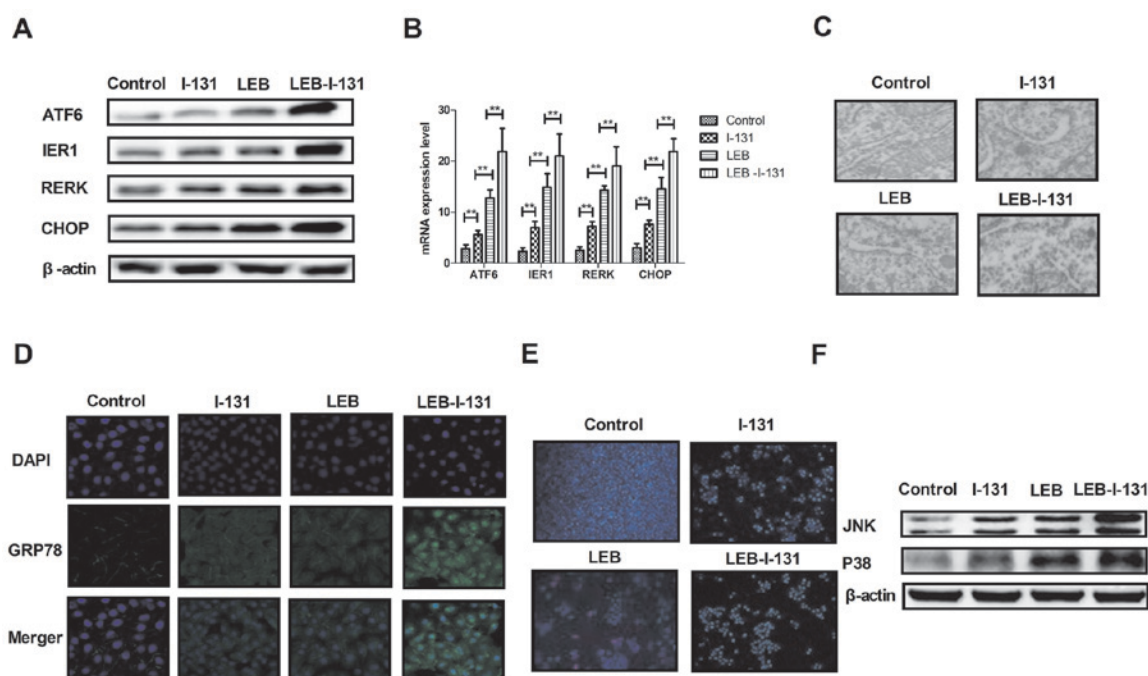 A
Control I-131 LEB LEB-I-131
ATF6
IER1
RERK
CHOP
β -actin
B
mRNA expression level
30
20
10
0
** ** ** ** ** ** ** ** ** ** ** **
ATF6 IER1 RERK CHOP
Control
I-131
LEB
LEB -I-131
C
Control I-131
LEB LEB-I-131
D
Control I-131 LEB LEB-I-131
DAPI
GRP78
Merger
E
Control I-131
LEB LEB-I-131
F
Control I-131 LEB LEB-I-131
JNK
P38
β-actin